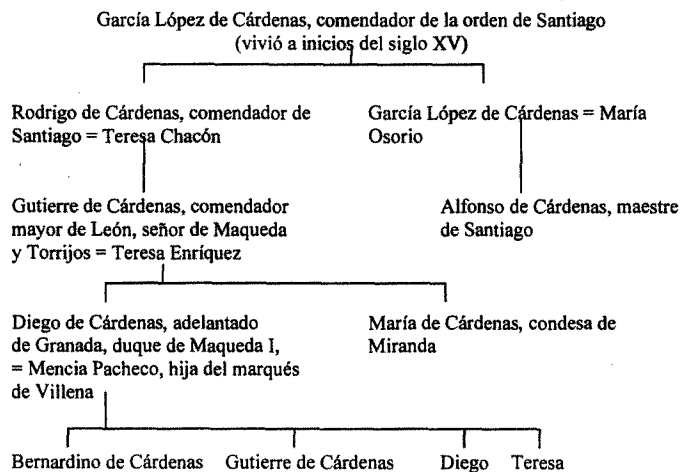 García López de Cárdenas, comendador de la orden de Santiago
(vivió a inicios del siglo XV)
Rodrigo de Cárdenas, comendador de
Santiago = Teresa Chacón
García López de Cárdenas = María
Osorio
Gutierre de Cárdenas, comendador
mayor de León, señor de Maqueda
y Torrijos = Teresa Enríquez
Alfonso de Cárdenas, maestre
de Santiago
Diego de Cárdenas, adelantado
de Granada, duque de Maqueda I,
= Mencia Pacheco, hija del marqués
de Villena
María de Cárdenas, condesa de
Miranda
Bernardino de Cárdenas Gutierre de Cárdenas Diego Teresa